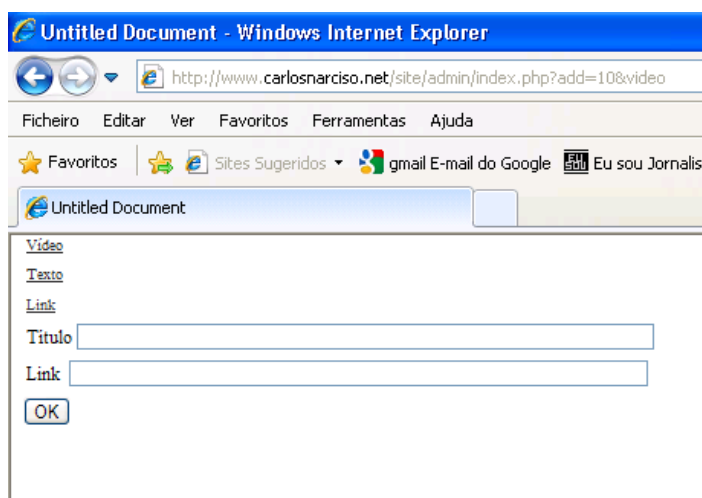 Untitled Document - Windows Internet Explorer
http://www.carlosnarciso.net/site/admin/index.php?add=10&video
Ficheiro Editar Ver Favoritos Ferramentas Ajuda
Favoritos Sites Sugeridos gmail E-mail do Google Eu sou Jornalis
Untitled Document
Vídeo
Texto
Link
Titulo
Link
OK